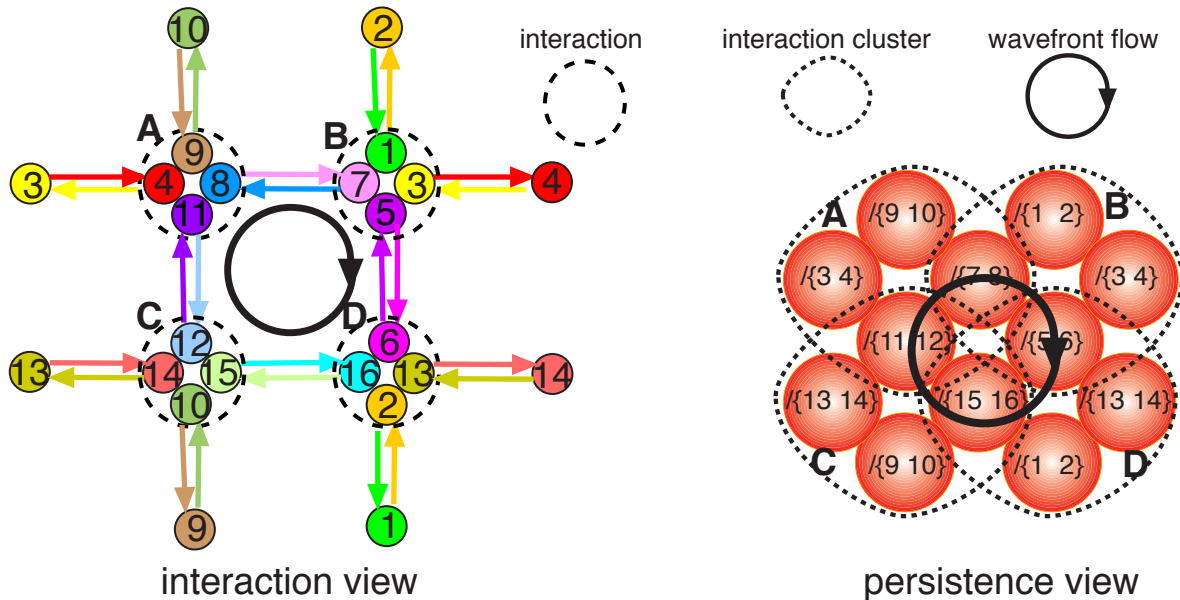 10
2
interaction
interaction cluster
wavefront flow
A
B
9
1
3
4
8
7
3
4
11
5
C
D
12
6
13
14
15
16
13
14
10
2
9
1
interaction view
/{9 10}
/{1 2}
A
B
/{3 4}
/{7 8}
/{3 4}
/{11 12}
/{5 6}
/{13 14}
/{15 16}
/{13 14}
C
/{9 10}
/{1 2}
D
persistence view